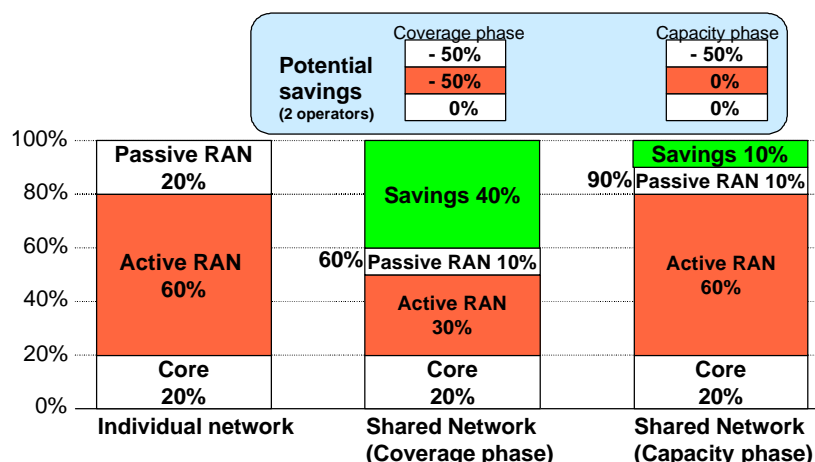 Coverage phase
Capacity phase
Potential
savings
(2 operators)
- 50%
- 50%
0%
- 50%
0%
0%
100%
80%
60%
40%
20%
0%
Passive RAN
20%
Active RAN
60%
Core
20%
Individual network
Savings 40%
60%
Passive RAN 10%
Active RAN
30%
Core
20%
Shared Network
(Coverage phase)
Savings 10%
90%
Passive RAN 10%
Active RAN
60%
Core
20%
Shared Network
(Capacity phase)